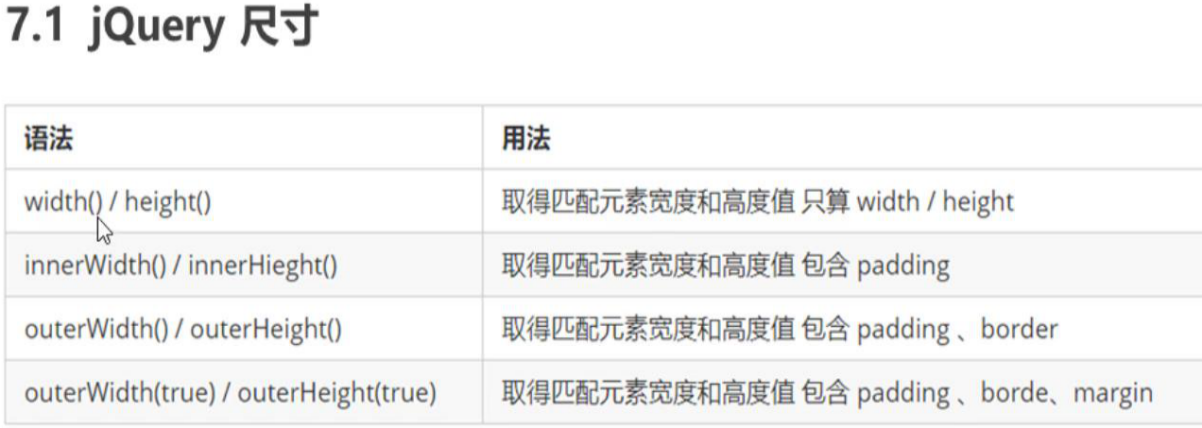 7.1 jQuery 尺寸
语法 用法
width() / height() 取得匹配元素宽度和高度值 只算 width / height
innerWidth() / innerHieght() 取得匹配元素宽度和高度值 包含 padding
outerWidth() / outerHeight() 取得匹配元素宽度和高度值 包含 padding 、border
outerWidth(true) / outerHeight(true) 取得匹配元素宽度和高度值 包含 padding 、borde、margin